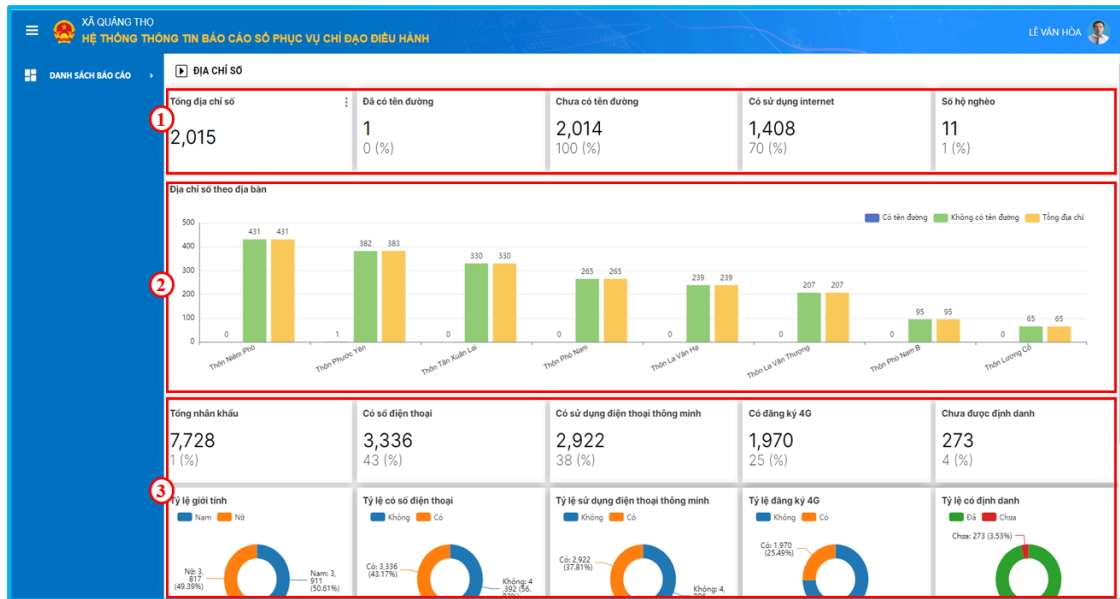 XÃ QUẢNG THỌ
HỆ THỐNG THÔNG TIN BÁO CÁO SỐ PHỤC VỤ CHỈ ĐẠO ĐIỀU HÀNH
LÊ VĂN HÒA
DANH SÁCH BÁO CÁO
ĐỊA CHỈ SỐ
1
Tổng địa chỉ số
2,015
Đã có tên đường
1
0 (%)
Chưa có tên đường
2,014
100 (%)
Có sử dụng internet
1,408
70 (%)
Số hộ nghèo
11
1 (%)
2
Địa chỉ số theo địa bàn
Có tên đường Không có tên đường Tổng địa chỉ
500
400
300
200
100
0
0 431 431
1 382 383
0 330 330
0 265 265
0 239 239
0 207 207
0 95 95
0 65 65
Thôn Niêm Phò
Thôn Phước Yên
Thôn Tân Xuân Lai
Thôn Phò Nam
Thôn La Vân Hạ
Thôn La Vân Thượng
Thôn Phò Nam B
Thôn Lương Cổ
3
Tổng nhân khẩu
7,728
1 (%)
Có số điện thoại
3,336
43 (%)
Có sử dụng điện thoại thông minh
2,922
38 (%)
Có đăng ký 4G
1,970
25 (%)
Chưa được định danh
273
4 (%)
Tỷ lệ giới tính
Nam Nữ
Nữ: 3,
817
(49.39%)
Nam: 3,
911
(50.61%)
Tỷ lệ có số điện thoại
Không Có
Có: 3,336
(43.17%)
Không: 4
,392 (56.
Tỷ lệ sử dụng điện thoại thông minh
Không Có
Có: 2,922
(37.81%)
Không: 4,
Tỷ lệ đăng ký 4G
Không Có
Có: 1,970
(25.49%)
Tỷ lệ có định danh
Đã Chưa
Chưa: 273 (3.53%)